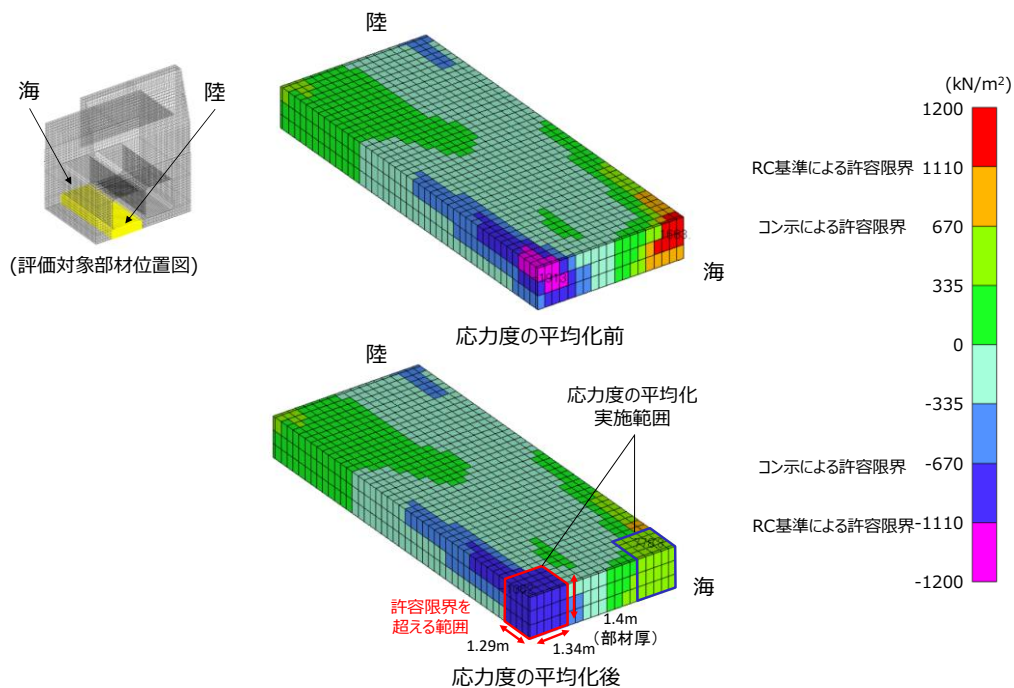 陸
海
陸
(評価対象部材位置図)
海
応力度の平均化前
(kN/m²)
1200
RC基準による許容限界
1110
コン示による許容限界
670
335
0
-335
コン示による許容限界
-670
RC基準による許容限界
-1110
-1200
陸
応力度の平均化
実施範囲
海
許容限界を
超える範囲
1.29m
1.34m
1.4m
（部材厚）
応力度の平均化後